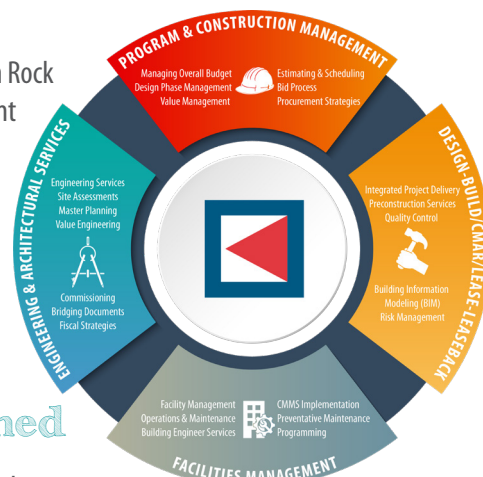 Rock
PROGRAM & CONSTRUCTION MANAGEMENT
Managing Overall Budget
Design Phase Management
Value Management
Estimating & Scheduling
Bid Process
Procurement Strategies
ENGINEERING & ARCHITECTURAL SERVICES
Engineering Services
Site Assessments
Master Planning
Value Engineering
Commissioning
Bridging Documents
Fiscal Strategies
DESIGN-BUILD/CMAR/LEASE-LEASEBACK
Integrated Project Delivery
Preconstruction Services
Quality Control
Building Information
Modeling (BIM)
Risk Management
Facility Management
Operations & Maintenance
Building Engineer Services
CMMS Implementation
Preventative Maintenance
Programming
FACILITIES MANAGEMENT